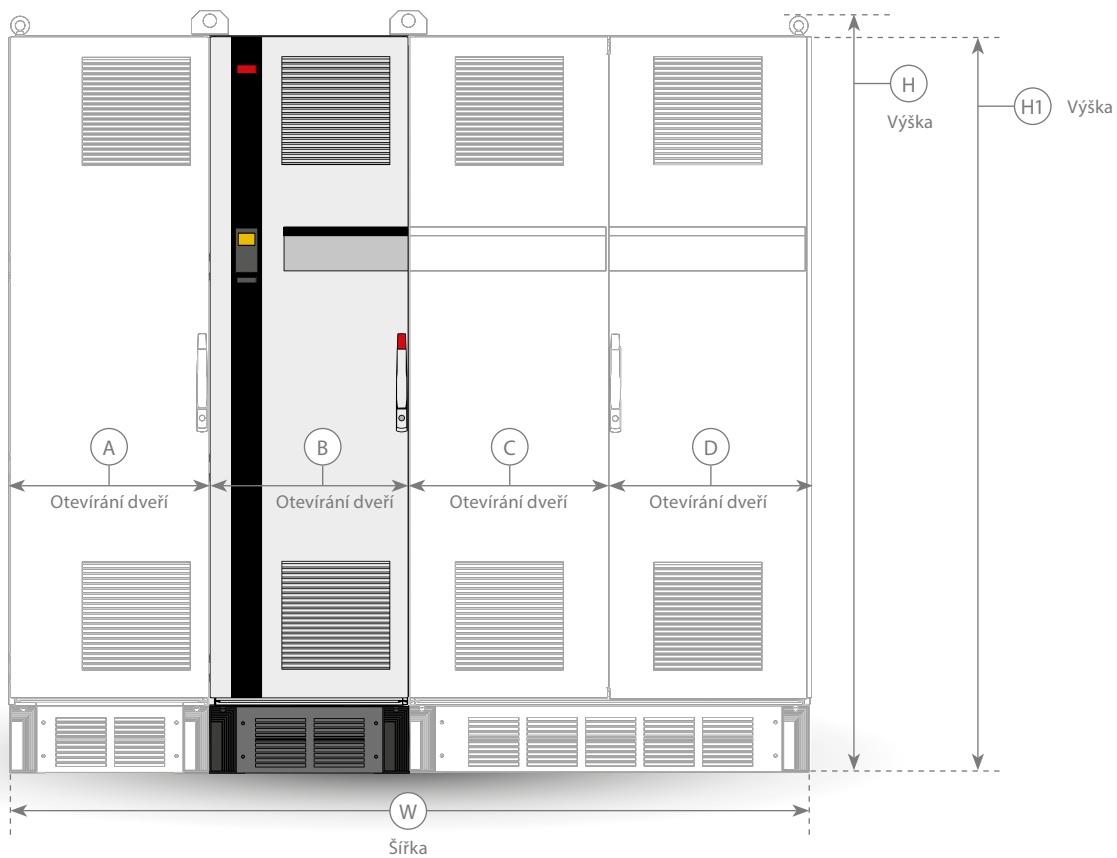 H
Výška
H1 Výška
A
B
C
D
Otevírání dveří
Otevírání dveří
Otevírání dveří
Otevírání dveří
W
Šířka